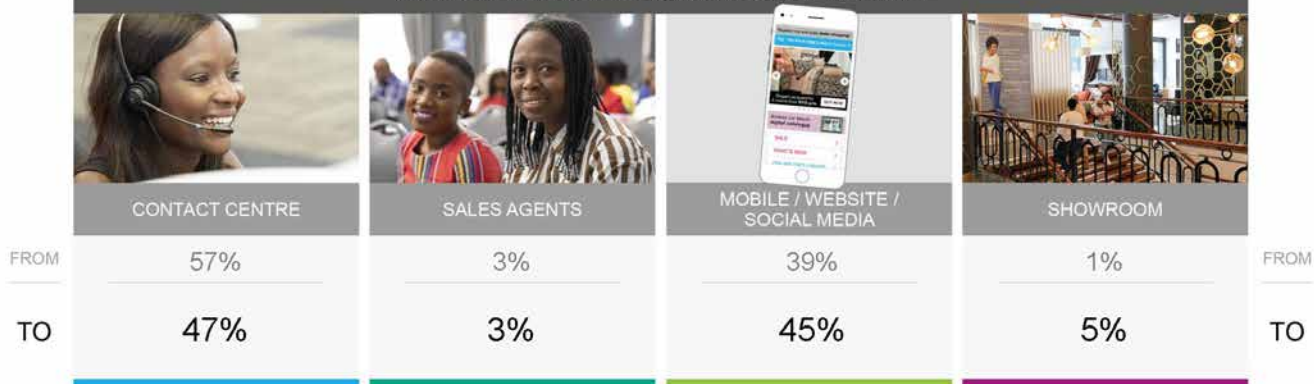 CONTACT CENTRE
SALES AGENTS
MOBILE / WEBSITE /
SOCIAL MEDIA
SHOWROOM
FROM
57%
3%
39%
1%
FROM
TO
47%
3%
45%
5%
TO